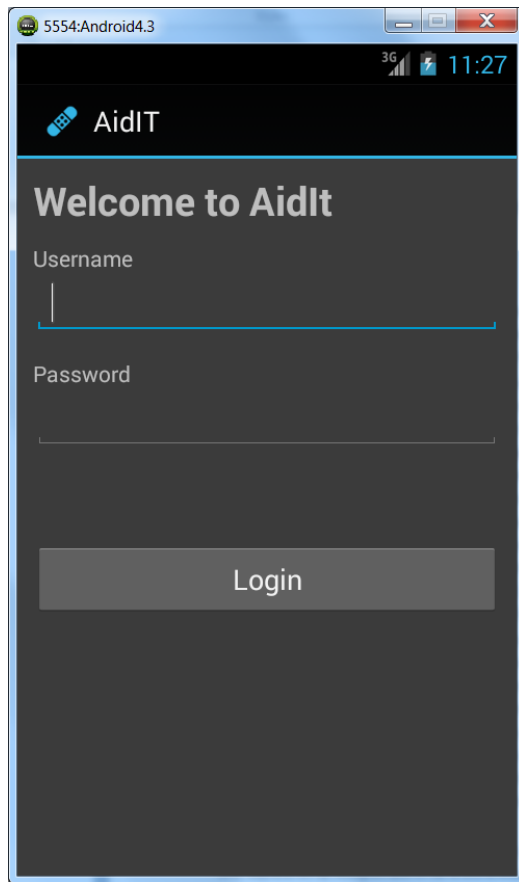 5554:Android4.3
3G 11:27
AidIT
Welcome to AidIt
Username
Password
Login